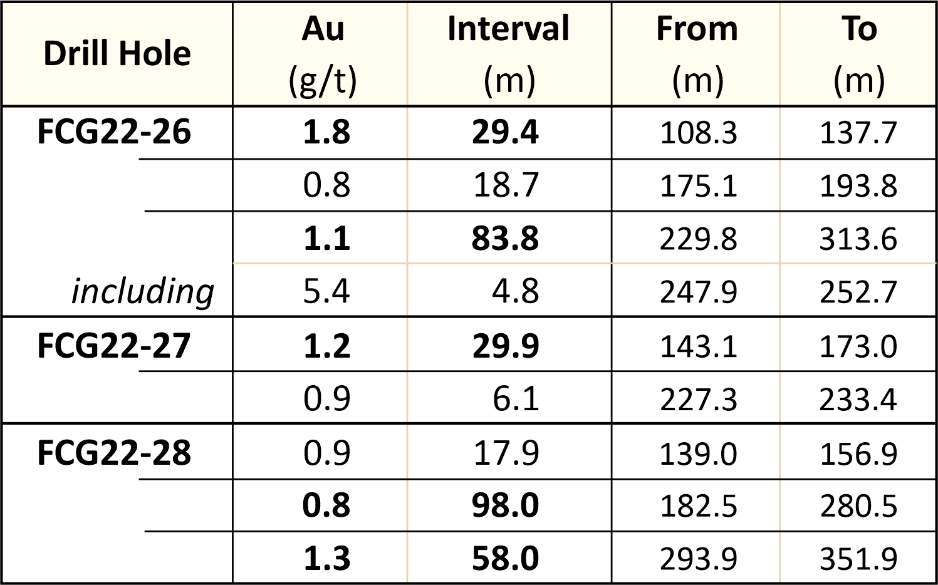 Drill Hole Au Interval From To
(g/t) (m) (m) (m)
FCG22-26 1.8 29.4 108.3 137.7
0.8 18.7 175.1 193.8
1.1 83.8 229.8 313.6
including 5.4 4.8 247.9 252.7
FCG22-27 1.2 29.9 143.1 173.0
0.9 6.1 227.3 233.4
FCG22-28 0.9 17.9 139.0 156.9
0.8 98.0 182.5 280.5
1.3 58.0 293.9 351.9